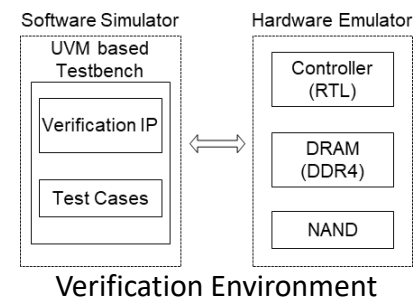 Software Simulator
UVM based
Testbench
Verification IP
Test Cases
Hardware Emulator
Controller
(RTL)
DRAM
(DDR4)
NAND
Verification Environment